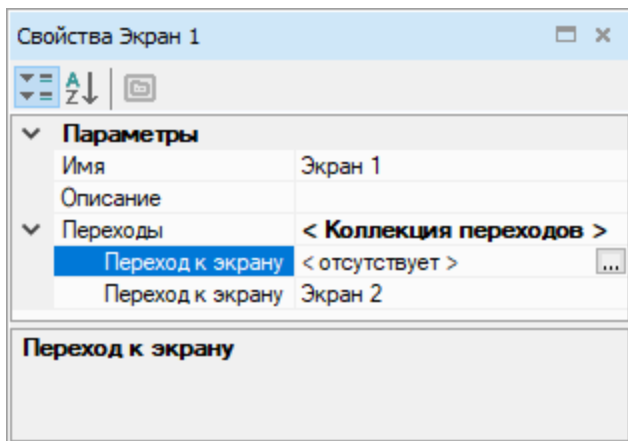 Свойства Экран 1
A
Z
Параметры
Имя Экран 1
Описание
Переходы < Коллекция переходов >
Переход к экрану < отсутствует > ...
Переход к экрану Экран 2
Переход к экрану